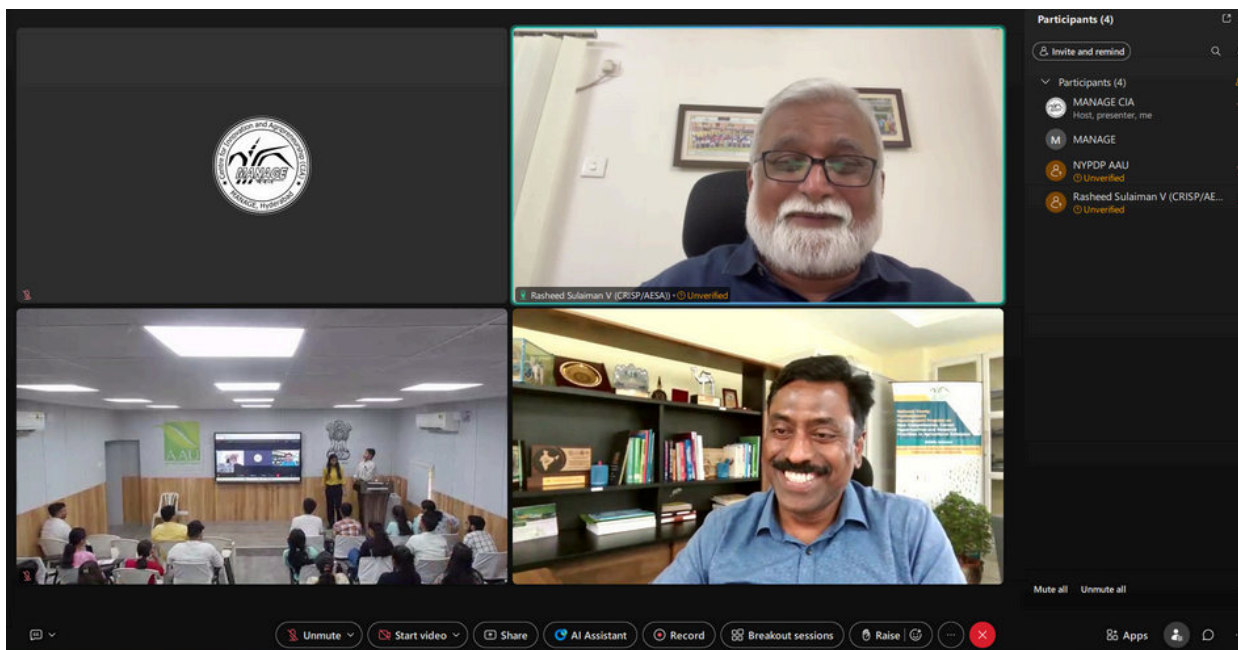 Participants (4)
Invite and remind
Participants (4)
MANAGE CIA
Host, presenter, me
M MANAGE
NYPDP AAU
Unverified
Rasheed Sulaiman V (CRISP/AE...
Unverified
Centre for Innovation and Agripreneurship (CIA)
MANAGE
MANAGE, Hyderabad
Rasheed Sulaiman V (CRISP/AESA)) • Unverified
AAU
Mute all Unmute all
Unmute
Start video
Share
AI Assistant
Record
Breakout sessions
Raise
Apps